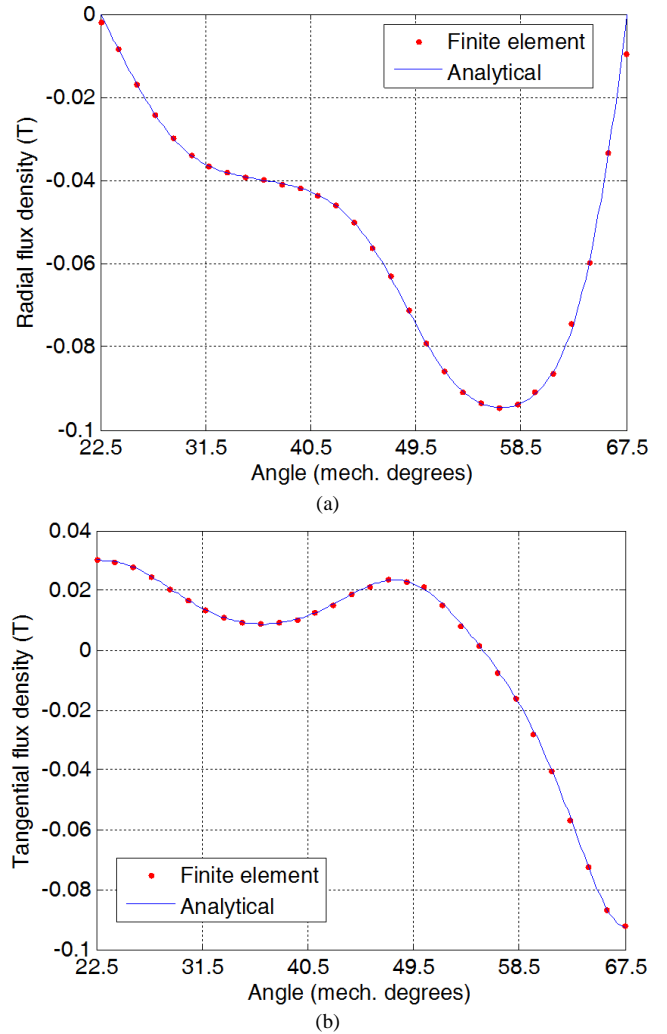 0
-0.02
-0.04
-0.06
-0.08
-0.1
Radial flux density (T)
Finite element
Analytical
22.5 31.5 40.5 49.5 58.5 67.5
Angle (mech. degrees)
(a)
0.04
0.02
0
-0.02
-0.04
-0.06
-0.08
-0.1
Tangential flux density (T)
Finite element
Analytical
22.5 31.5 40.5 49.5 58.5 67.5
Angle (mech. degrees)
(b)